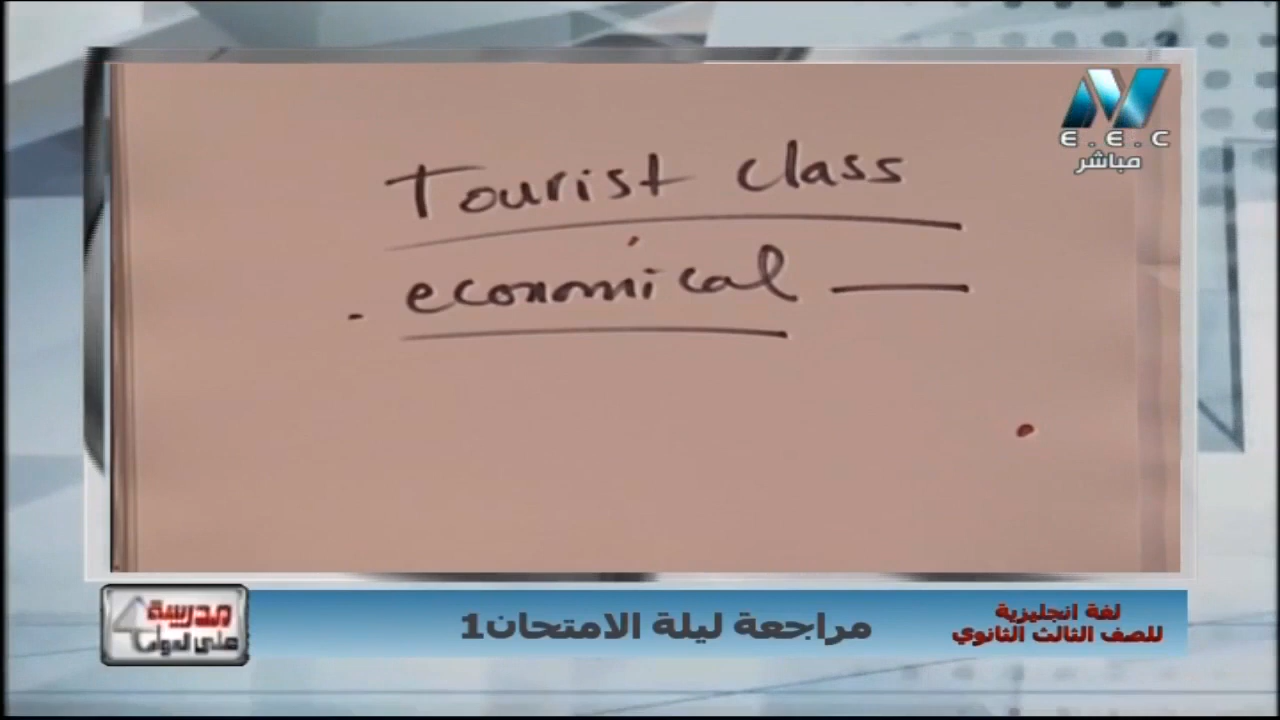 E.E.C
مباشر
Tourist class
economical
لغة انجليزية
للصف الثالث الثانوي
مراجعة ليلة الامتحان1
مدرسة
على الهواء